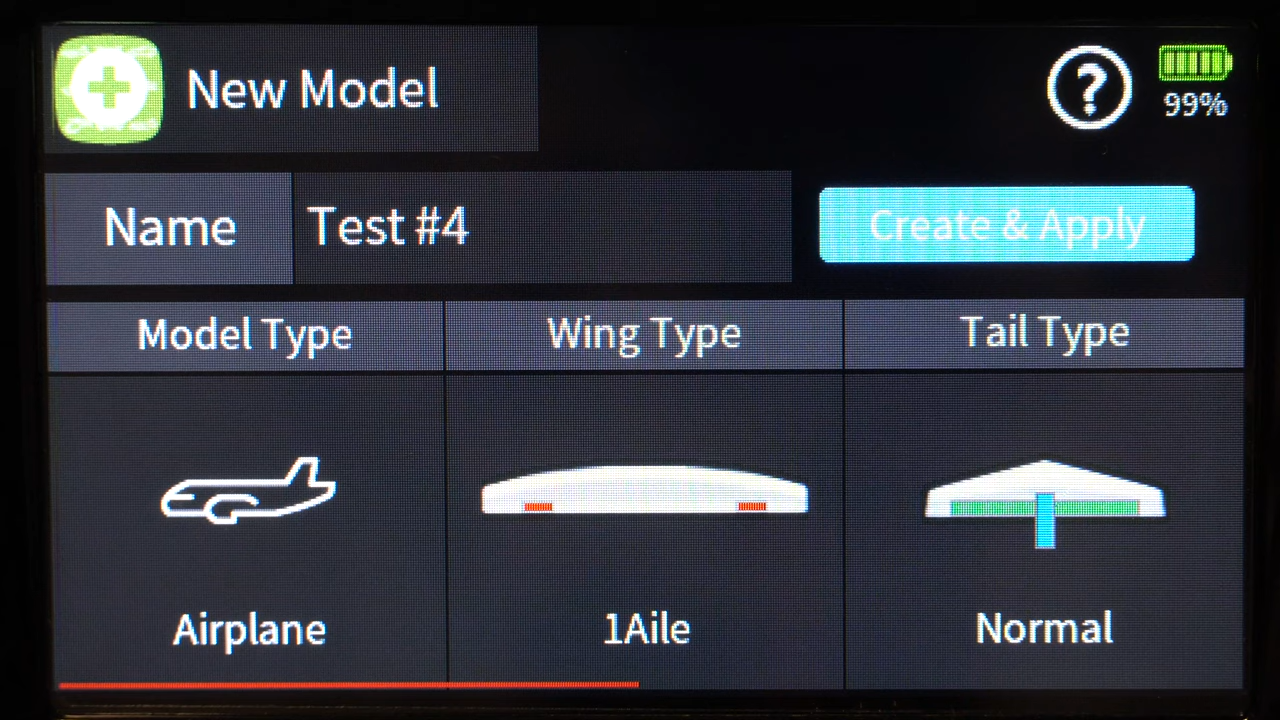 New Model
?
99%
Name
Test #4
Create & Apply
Model Type
Wing Type
Tail Type
Airplane
1Aile
Normal